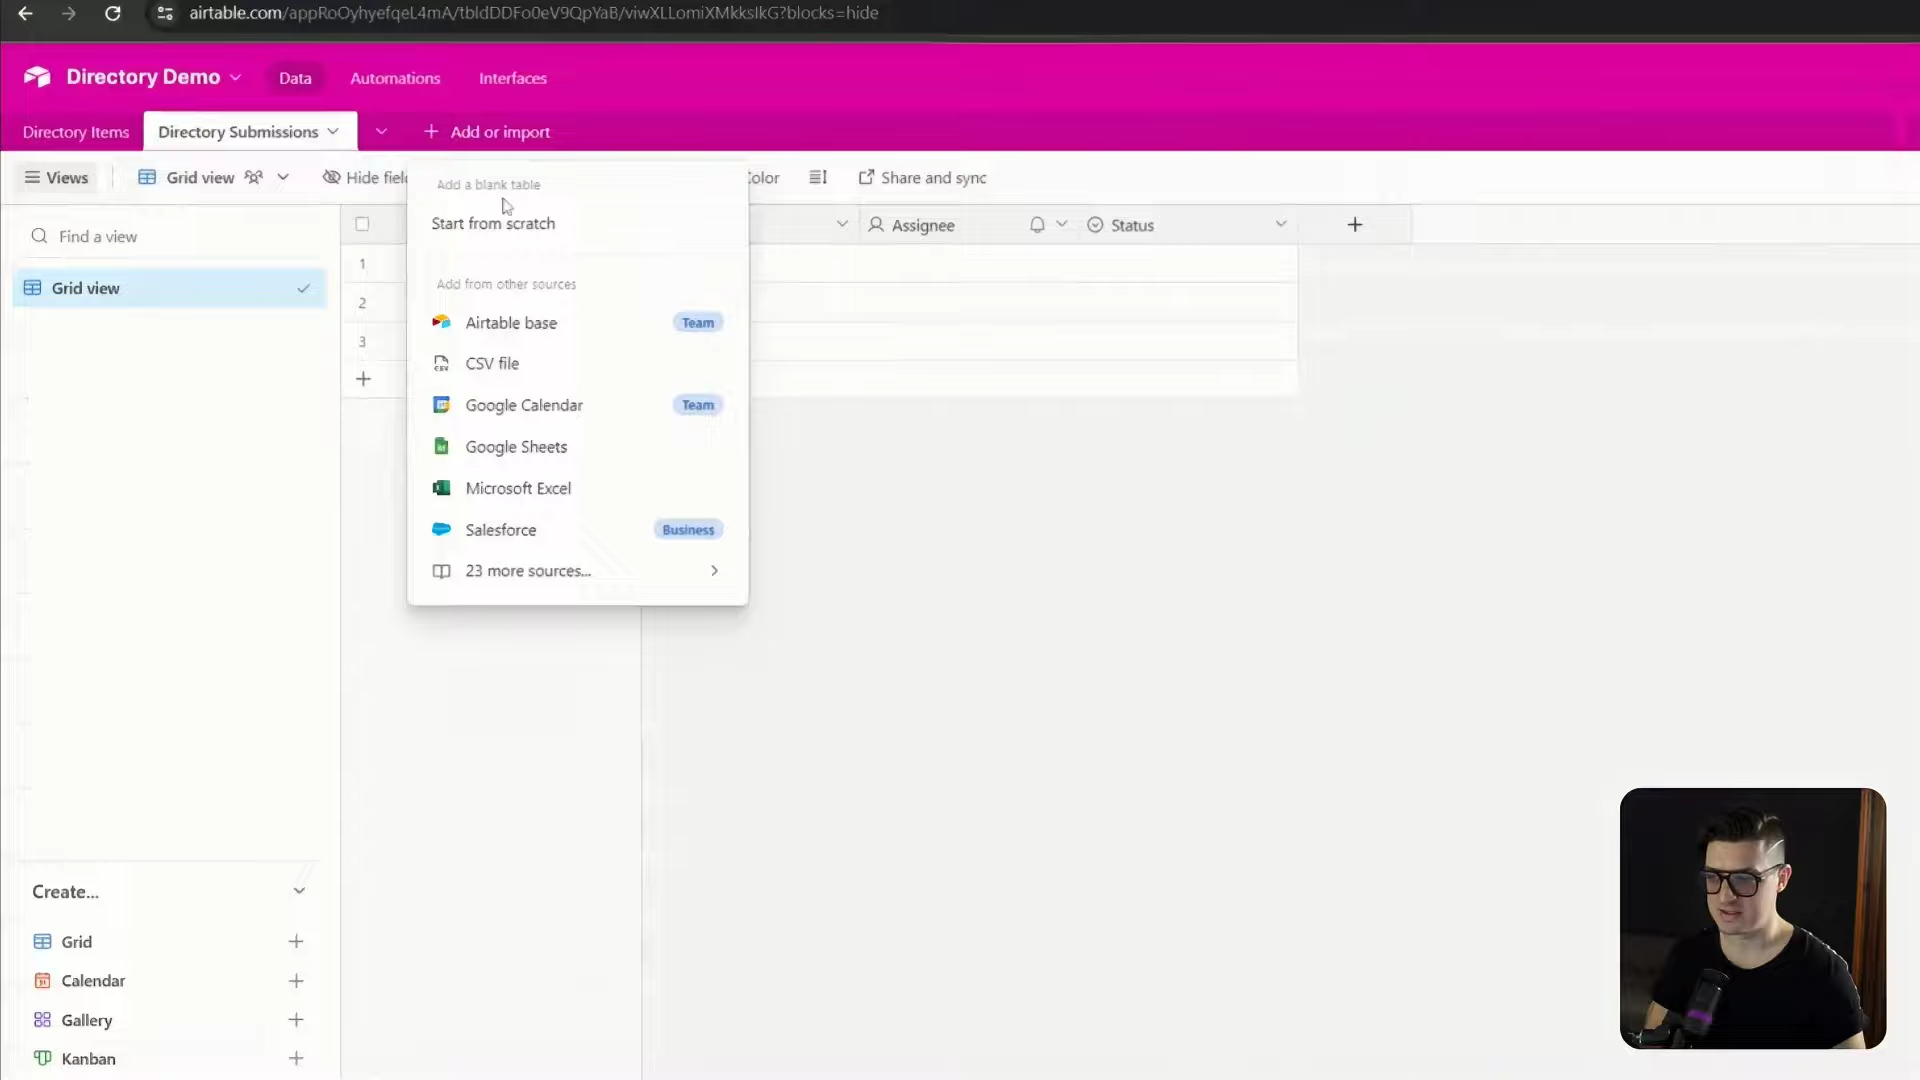 airtable.com/appRoOyhyefqeL4mA/tbldDDFo0eV9QpYaB/viwXLLomiXMkksIkG?blocks=hide
Directory Demo Data Automations Interfaces
Directory Items Directory Submissions + Add or import
Views Grid view Hide fiel Color Share and sync
Add a blank table
Start from scratch
Find a view
Assignee Status
Grid view
1
2
3
Add from other sources
Airtable base Team
CSV file
Google Calendar Team
Google Sheets
Microsoft Excel
Salesforce Business
23 more sources...
Create...
Grid
Calendar
Gallery
Kanban